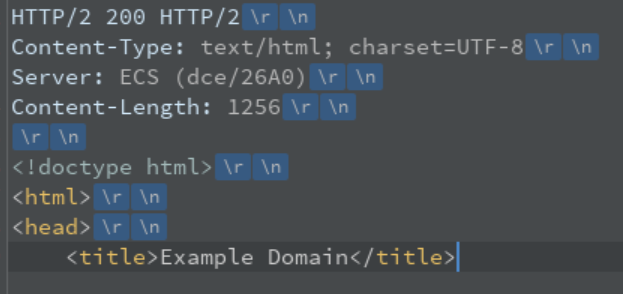 HTTP/2 200 HTTP/2\r\n
Content-Type: text/html; charset=UTF-8\r\n
Server: ECS (dce/26A0)\r\n
Content-Length: 1256\r\n
\r\n
<!doctype html>\r\n
<html>\r\n
<head>\r\n
    <title>Example Domain</title>